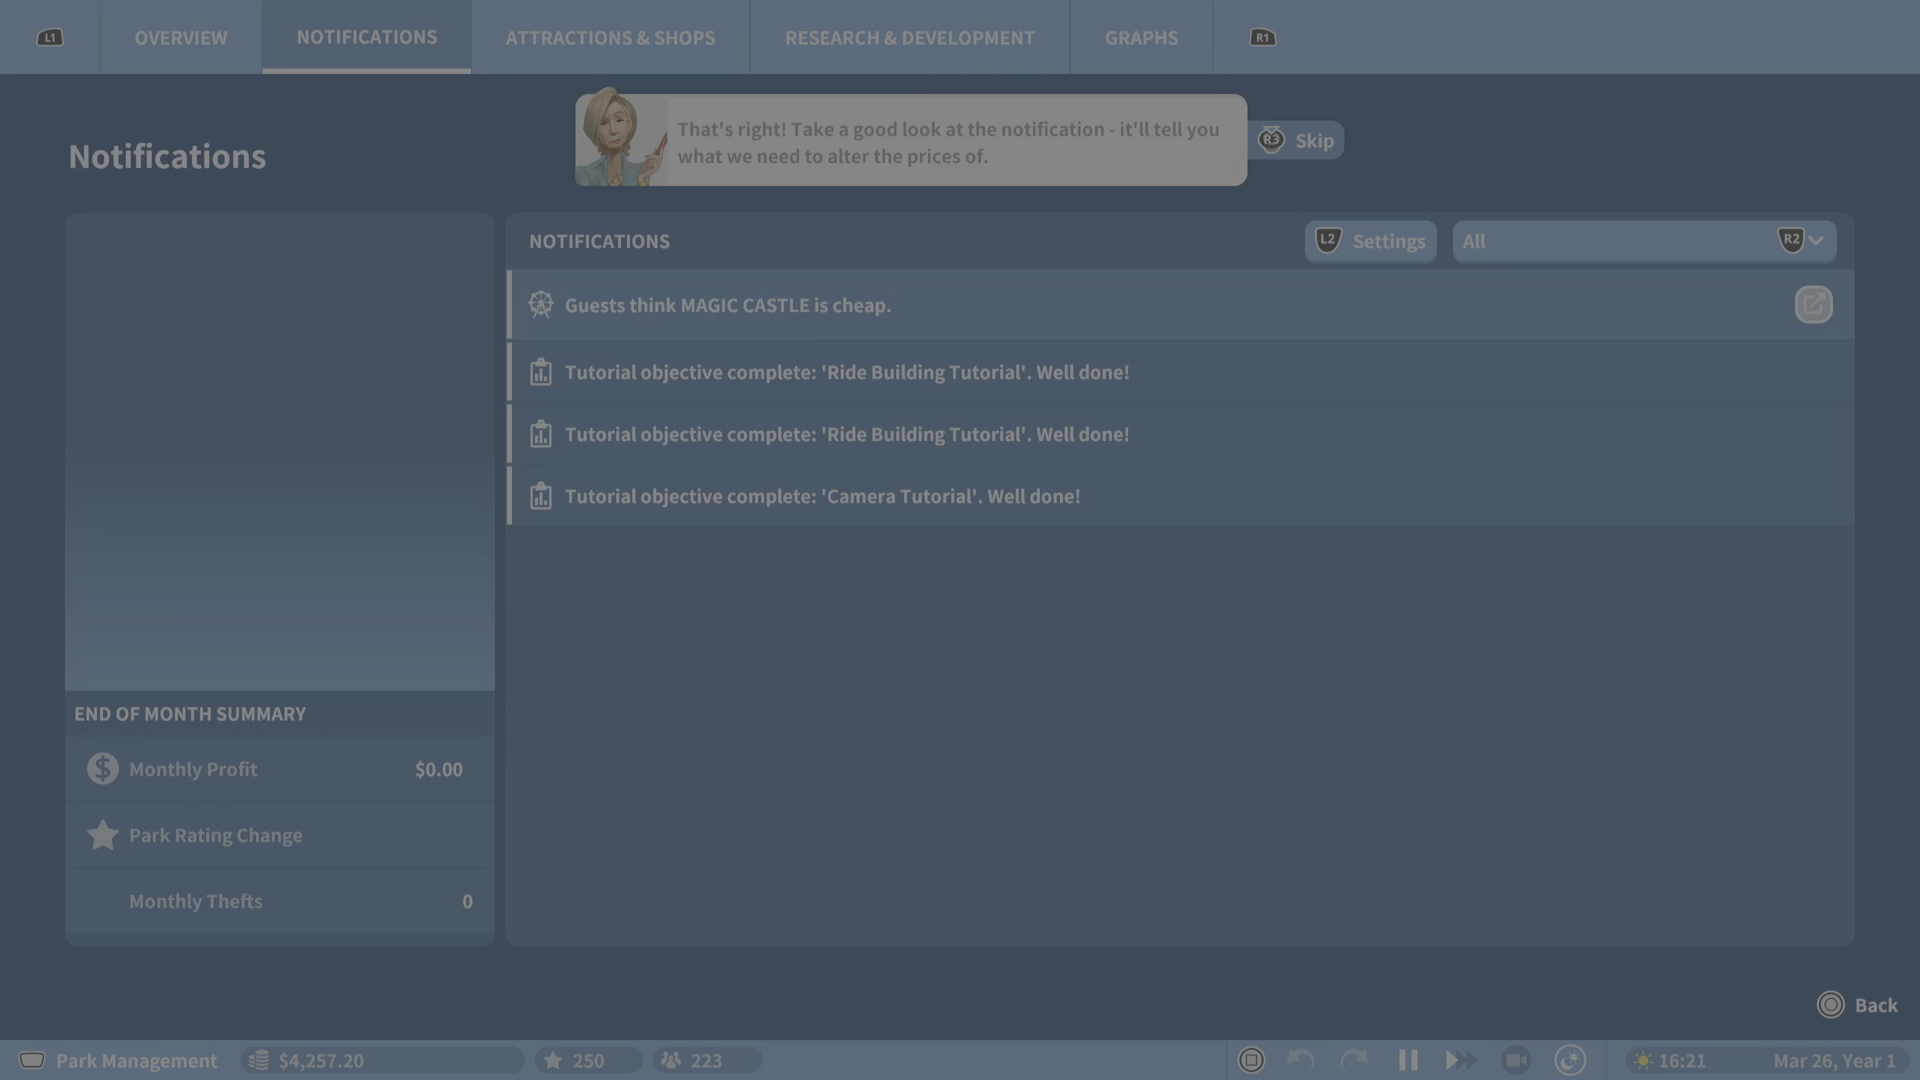 L1
OVERVIEW
NOTIFICATIONS
ATTRACTIONS & SHOPS
RESEARCH & DEVELOPMENT
GRAPHS
R1
That's right! Take a good look at the notification - it'll tell you
what we need to alter the prices of.
R3 Skip
Notifications
NOTIFICATIONS
L2 Settings
All R2
Guests think MAGIC CASTLE is cheap.
Tutorial objective complete: 'Ride Building Tutorial'. Well done!
Tutorial objective complete: 'Ride Building Tutorial'. Well done!
Tutorial objective complete: 'Camera Tutorial'. Well done!
END OF MONTH SUMMARY
$ Monthly Profit $0.00
Park Rating Change
Monthly Thefts 0
Back
Park Management $4,257.20 250 223 16:21 Mar 26, Year 1